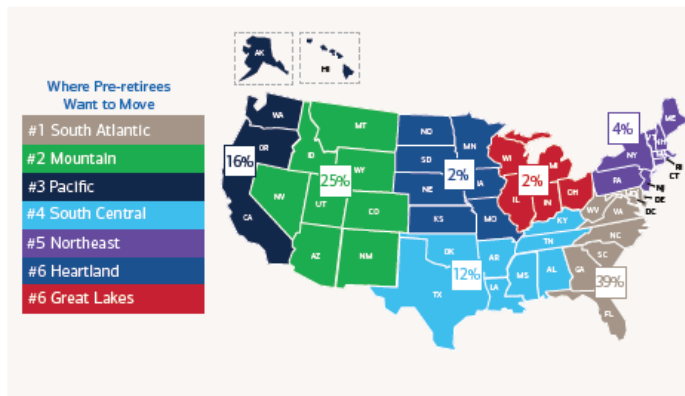 Where Pre-retirees
Want to Move
#1 South Atlantic
#2 Mountain
#3 Pacific
#4 South Central
#5 Northeast
#6 Heartland
#6 Great Lakes
AK
HI
WA
OR
CA
16%
MT
ID
WY
25%
NV
UT
CO
AZ
NM
ND
SD
NE
KS
MN
IA
MO
2%
WI
MI
IL
IN
OH
2%
OK
TX
AR
LA
12%
MS
AL
TN
KY
4%
ME
VT
NH
NY
PA
RI
CT
NJ
DE
DC
WV
VA
NC
SC
GA
FL
39%